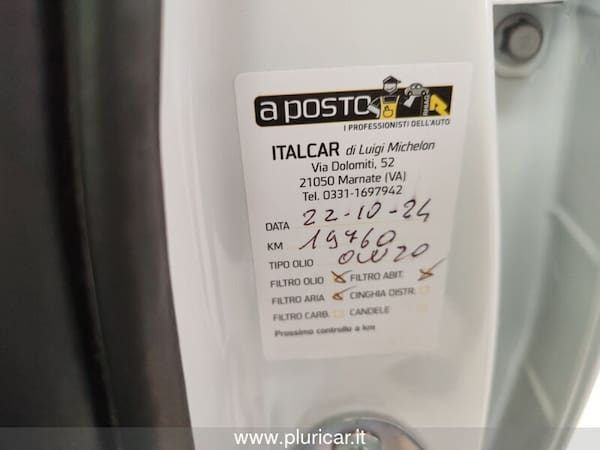 a POSTO
RHIAG
I PROFESSIONISTI DELL'AUTO
ITALCAR di Luigi Michelon
Via Dolomiti, 52
21050 Marnate (VA)
Tel. 0331-1697942
DATA 22-10-24
KM 19760
TIPO OLIO 0W20
FILTRO OLIO FILTRO ABIT.
FILTRO ARIA CINGHIA DISTR.
FILTRO CARB. CANDELE
Prossimo controllo a km
www.pluricar.it